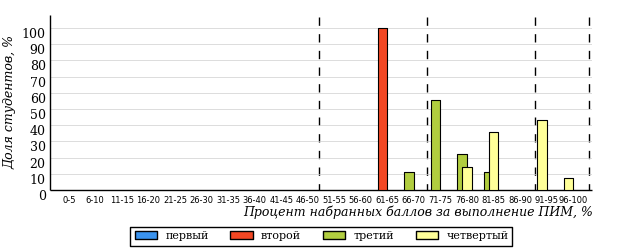 Доля студентов, %
100
90
80
70
60
50
40
30
20
10
0
0-5 6-10 11-15 16-20 21-25 26-30 31-35 36-40 41-45 46-50 51-55 56-60 61-65 66-70 71-75 76-80 81-85 86-90 91-95 96-100
Процент набранных баллов за выполнение ПИМ, %
первый второй третий четвертый